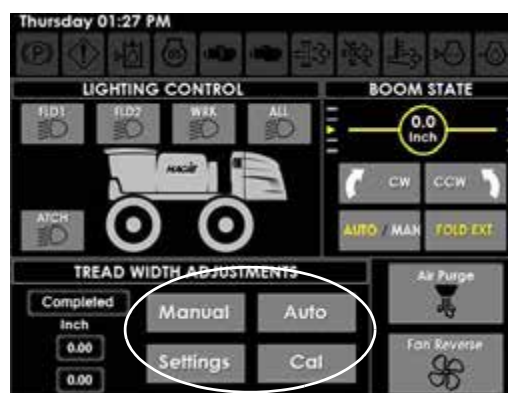 Thursday 01:27 PM
LIGHTING CONTROL
BOOM STATE
FLD1 FLD2 WRK ALL
0.0
Inch
HAGIE
CW CCW
ATCH
AUTO / MAN FOLD EXT
TREAD WIDTH ADJUSTMENTS
Air Purge
Completed
Manual Auto
Inch
0.00
Fan Reverse
Settings Cal
0.00